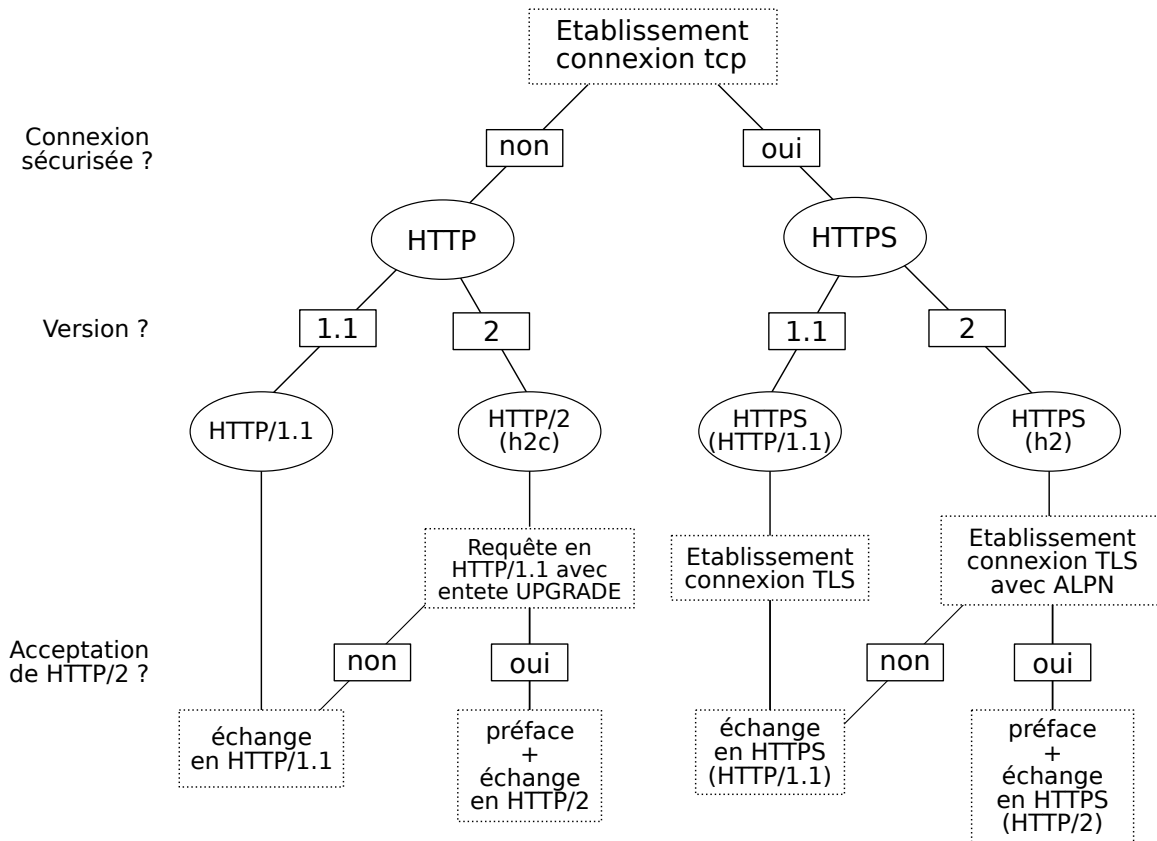 Etablissement
connexion tcp
Connexion
sécurisée ?
non
oui
HTTP
HTTPS
Version ?
1.1
2
1.1
2
HTTP/1.1
HTTP/2
(h2c)
HTTPS
(HTTP/1.1)
HTTPS
(h2)
Requête en
HTTP/1.1 avec
entete UPGRADE
Etablissement
connexion TLS
Etablissement
connexion TLS
avec ALPN
Acceptation
de HTTP/2 ?
non
oui
non
oui
échange
en HTTP/1.1
préface
+
échange
en HTTP/2
échange
en HTTPS
(HTTP/1.1)
préface
+
échange
en HTTPS
(HTTP/2)